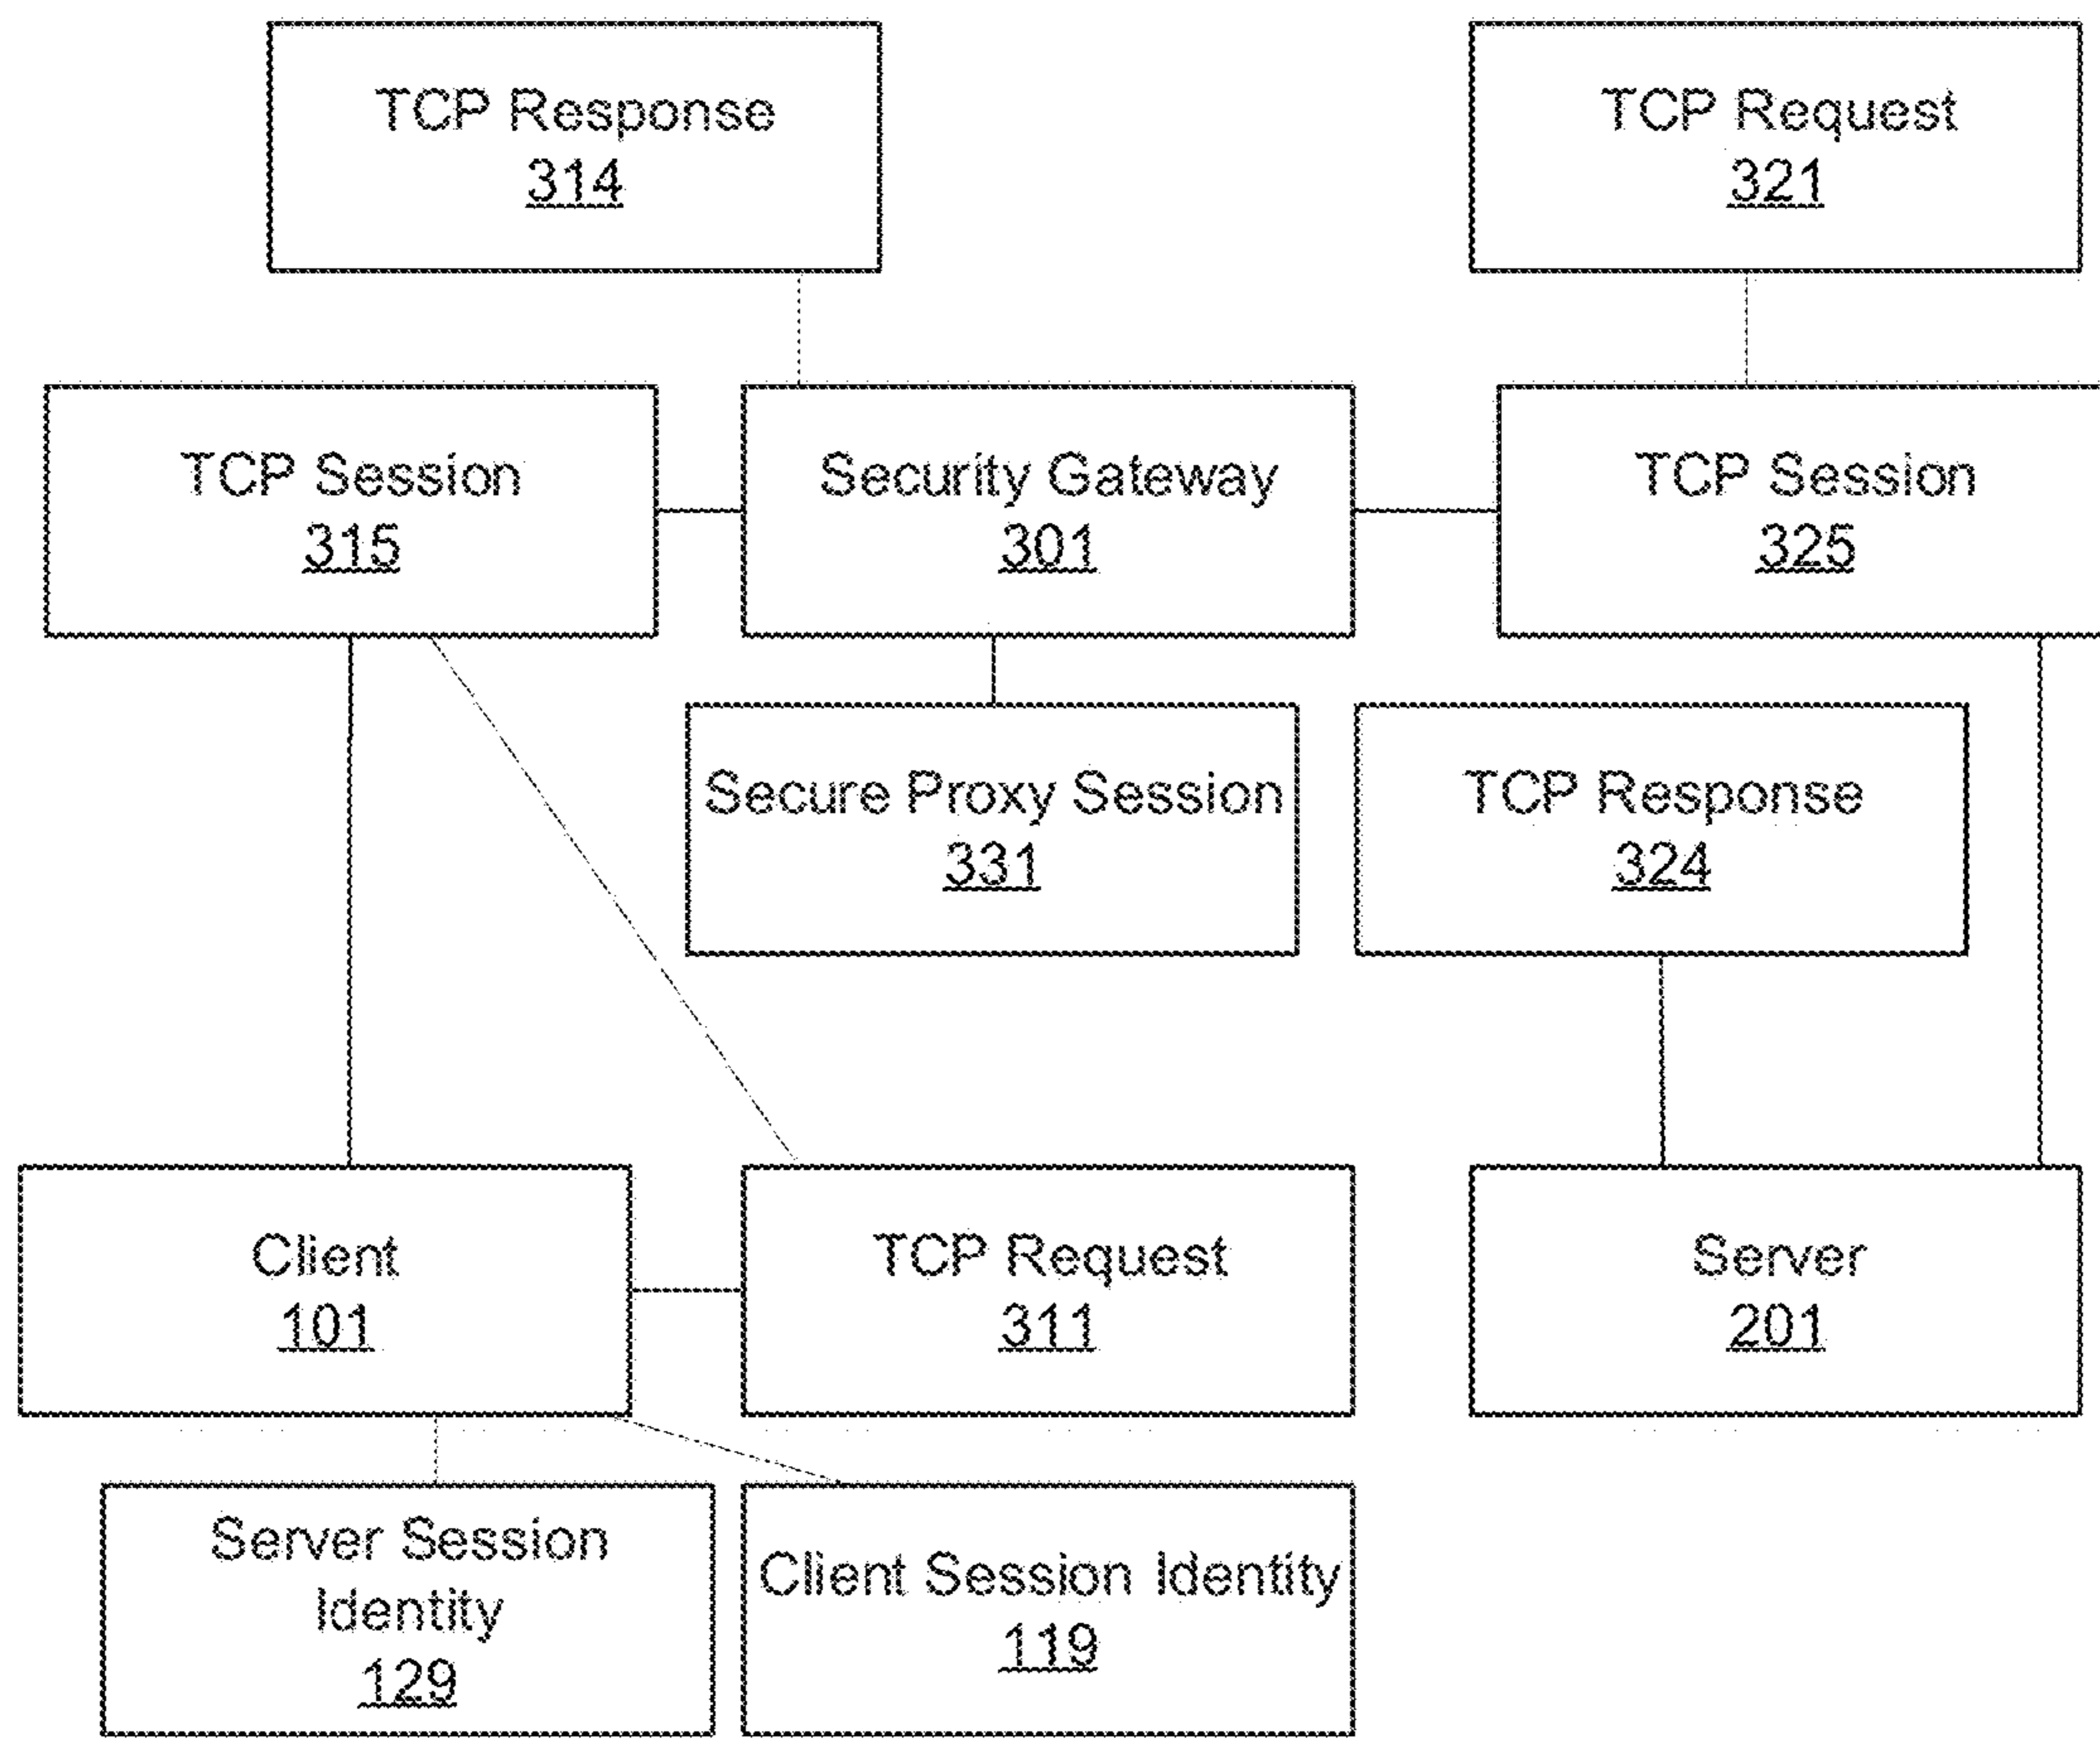 TCP Response
314
TCP Request
321
TCP Session
315
Security Gateway
301
TCP Session
325
Secure Proxy Session
331
TCP Response
324
Client
101
TCP Request
311
Server
201
Server Session
Identity
129
Client Session Identity
119